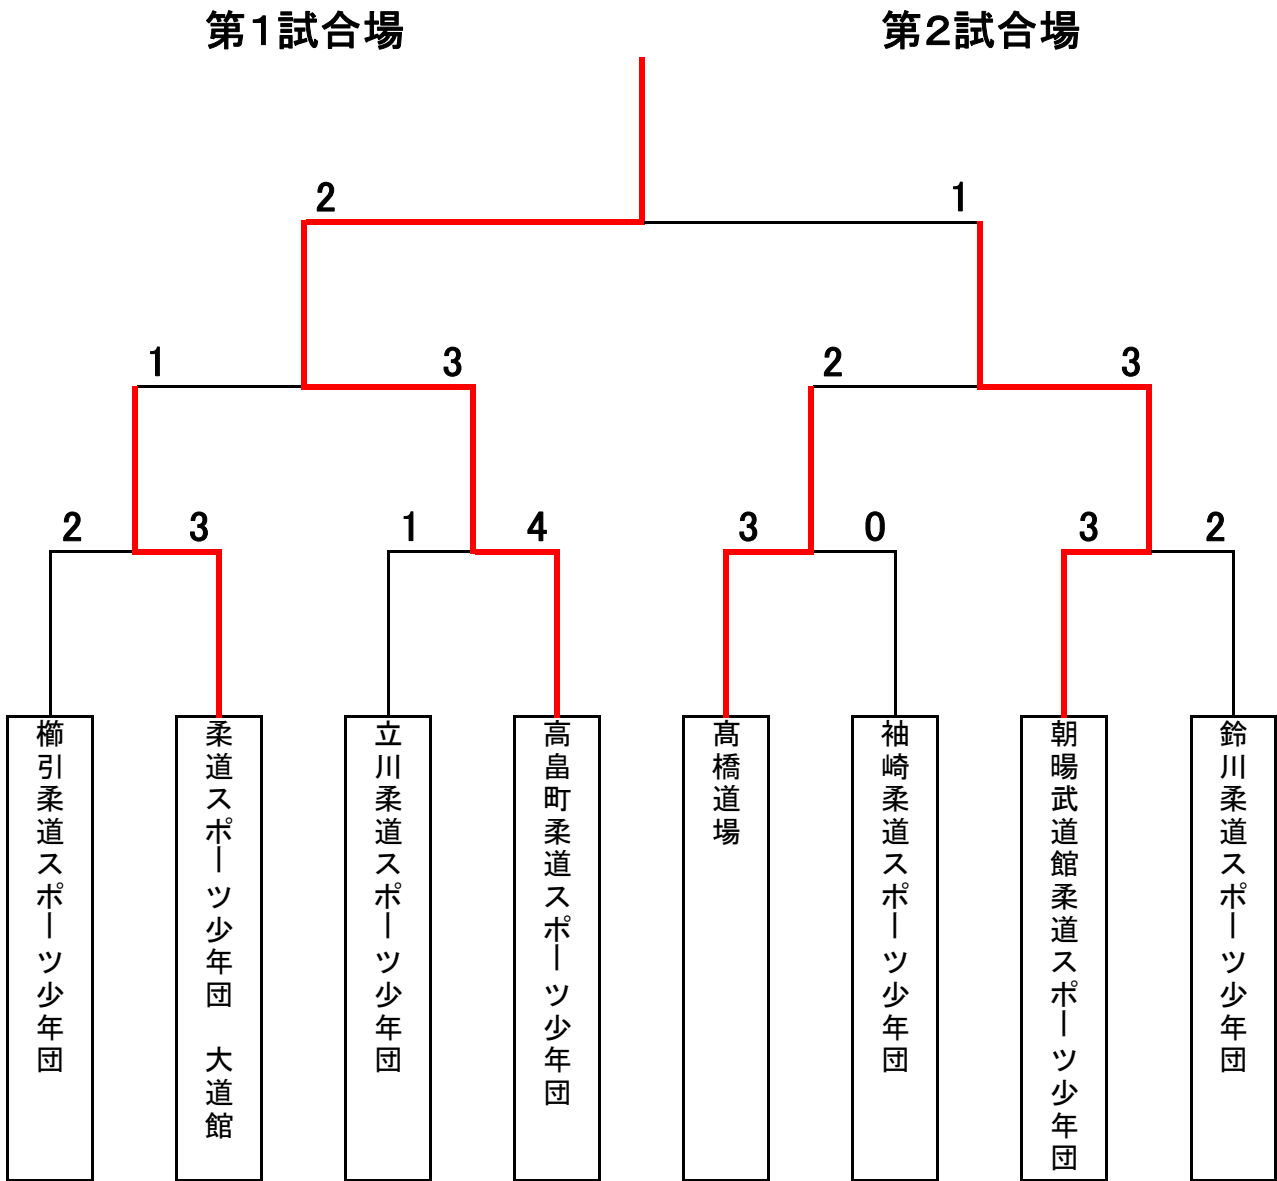 第1試合場
第2試合場
2
1
1
3
2
3
2
3
1
4
3
0
3
2
櫛引柔道スポーツ少年団
柔道スポーツ少年団　大道館
立川柔道スポーツ少年団
高畠町柔道スポーツ少年団
髙橋道場
袖崎柔道スポーツ少年団
朝暘武道館柔道スポーツ少年団
鈴川柔道スポーツ少年団